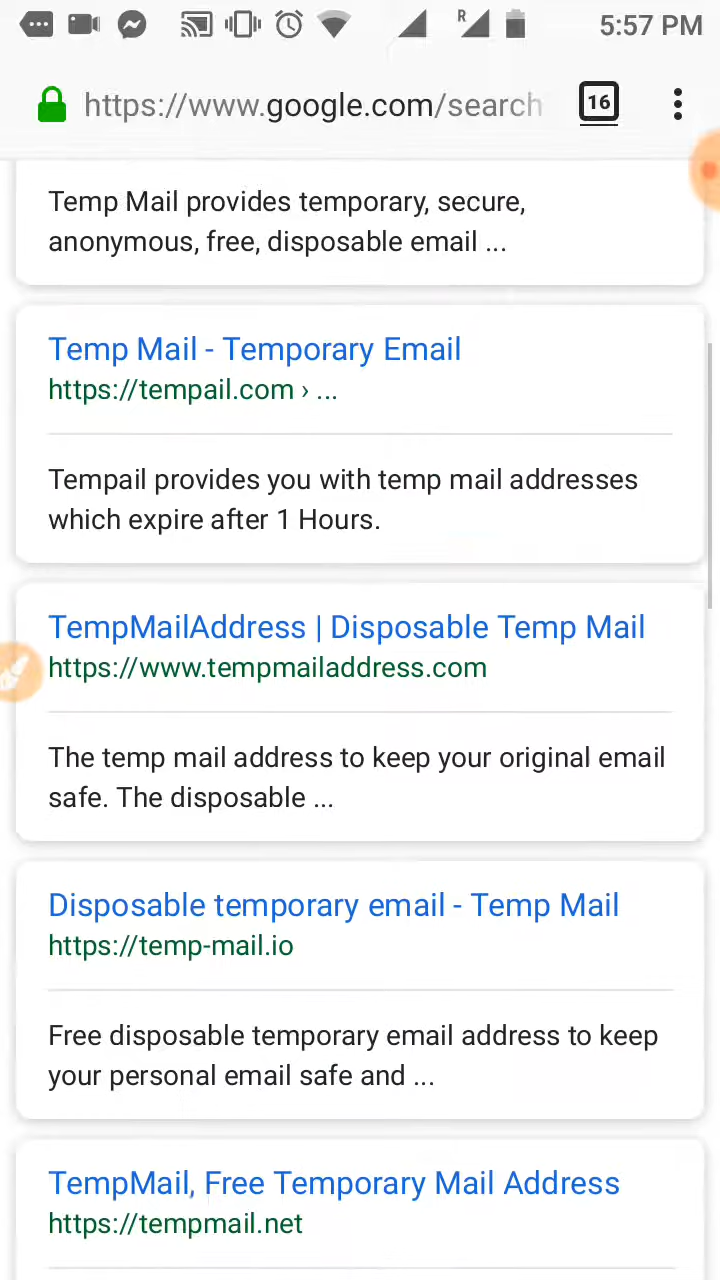 R
5:57 PM
https://www.google.com/search
16
Temp Mail provides temporary, secure,
anonymous, free, disposable email ...
Temp Mail - Temporary Email
https://tempail.com › ...
Tempail provides you with temp mail addresses
which expire after 1 Hours.
TempMailAddress | Disposable Temp Mail
https://www.tempmailaddress.com
The temp mail address to keep your original email
safe. The disposable ...
Disposable temporary email - Temp Mail
https://temp-mail.io
Free disposable temporary email address to keep
your personal email safe and ...
TempMail, Free Temporary Mail Address
https://tempmail.net